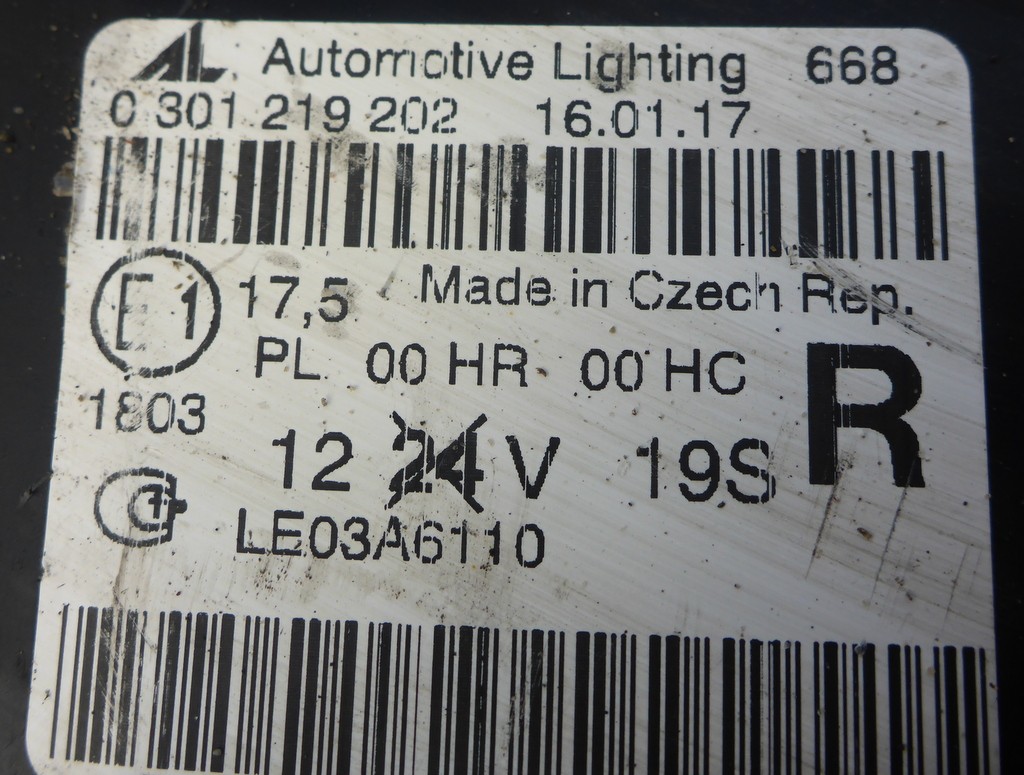 AL Automotive Lighting 668
0 301 219 202 16.01.17
E1 17,5 Made in Czech Rep.
PL 00 HR 00 HC R
1803
12 24 V 19S
LE03A6110